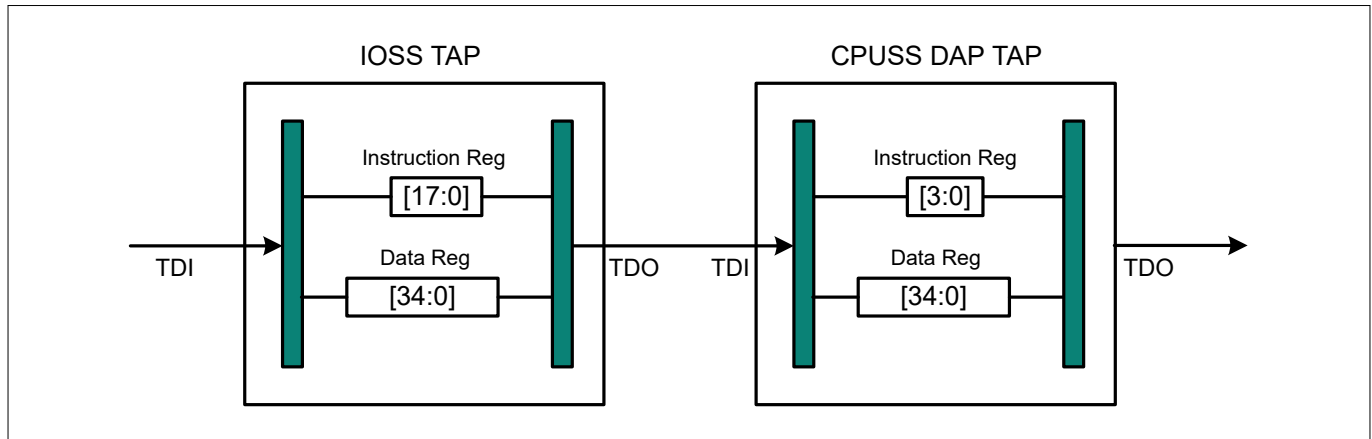 IOSS TAP
CPUSS DAP TAP
Instruction Reg
[17:0]
Data Reg
[34:0]
Instruction Reg
[3:0]
Data Reg
[34:0]
TDI
TDO
TDI
TDO